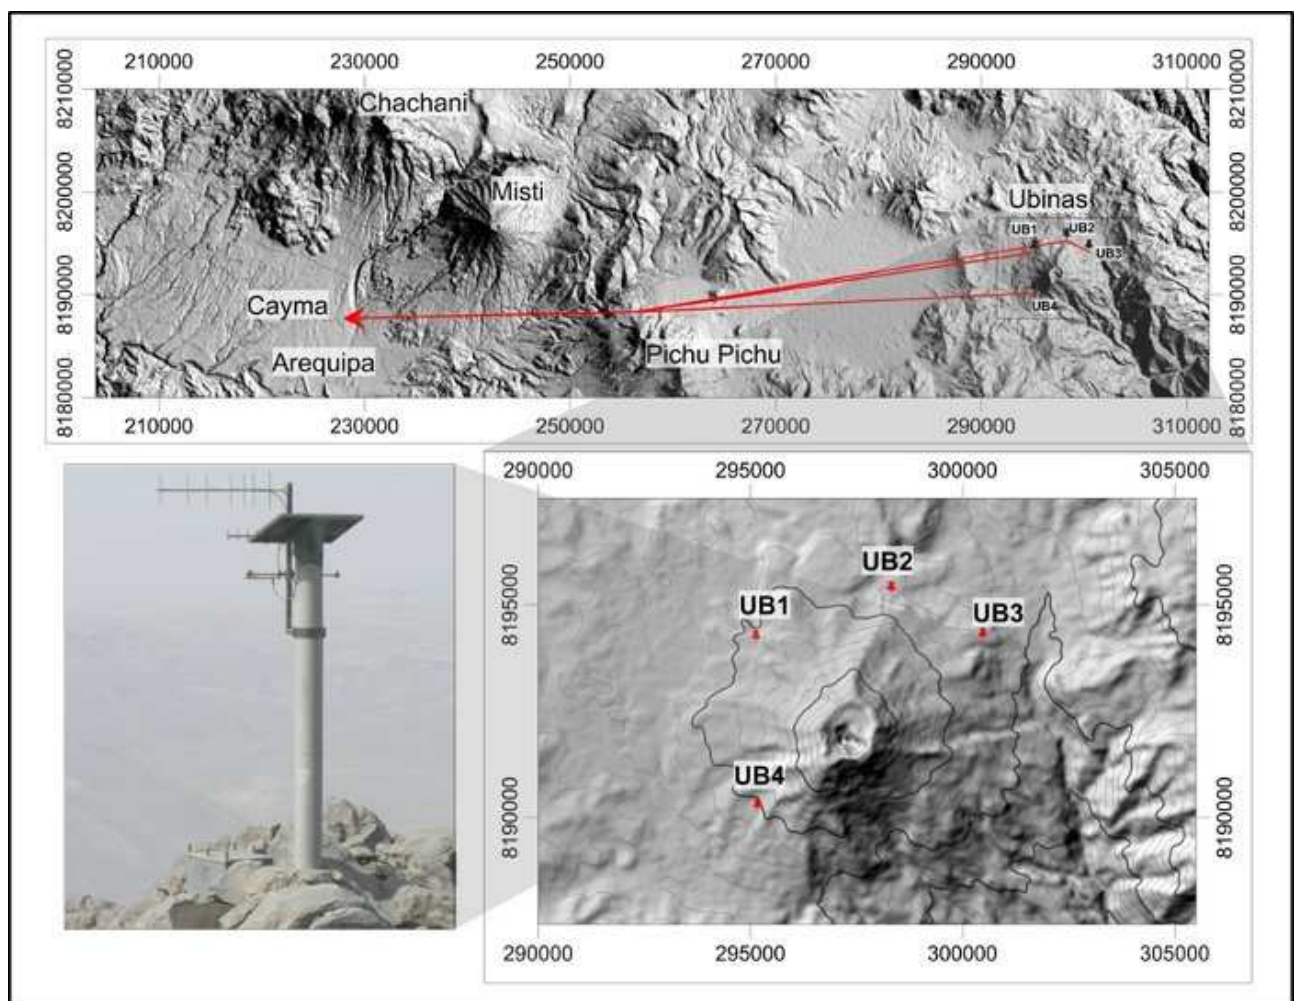 210000 230000 250000 270000 290000 3100000
8210000 8210000
Chachani
8200000 8200000
Misti
Ubinas
UB1 UB2
UB3
8190000 8190000
Cayma
UB4
Arequipa
Pichu Pichu
8180000 8180000
210000 230000 250000 270000 290000 310000
290000 295000 300000 305000
UB2
8195000 UB1 UB3 8195000
UB4
8190000 8190000
290000 295000 300000 305000